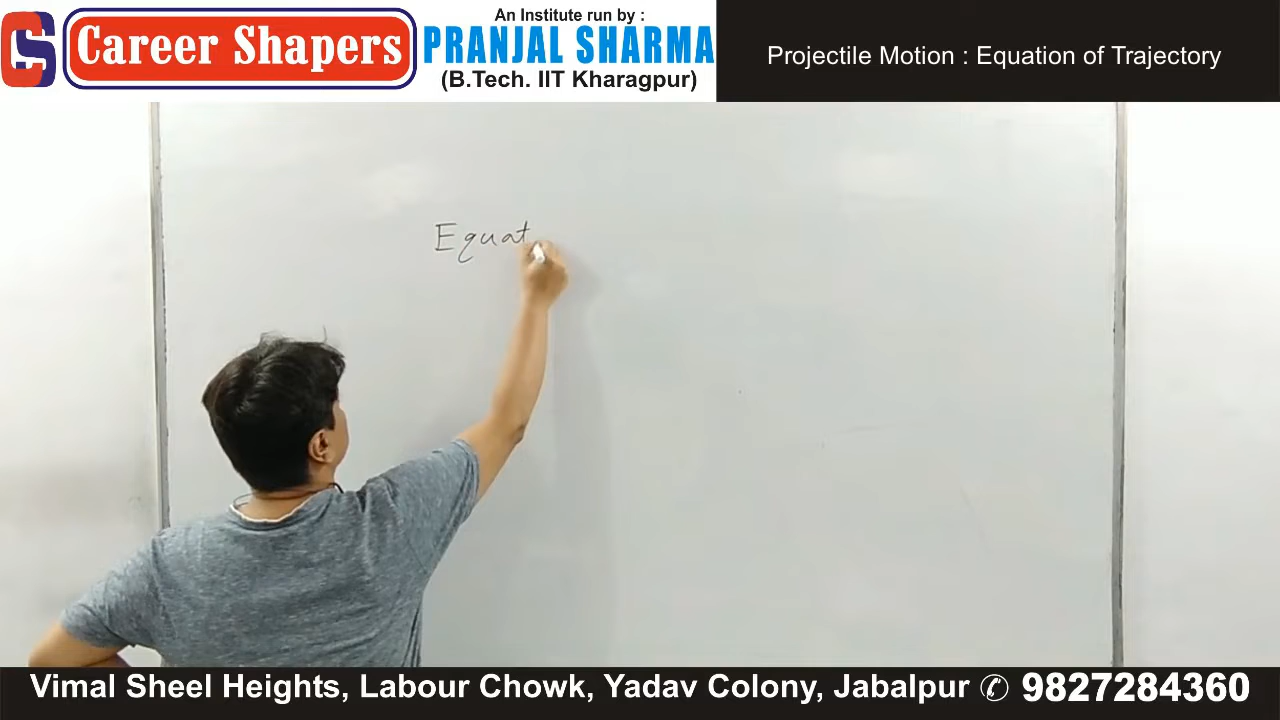 CS Career Shapers
An Institute run by :
PRANJAL SHARMA
(B.Tech. IIT Kharagpur)
Projectile Motion : Equation of Trajectory
Equat
Vimal Sheel Heights, Labour Chowk, Yadav Colony, Jabalpur ✆ 9827284360